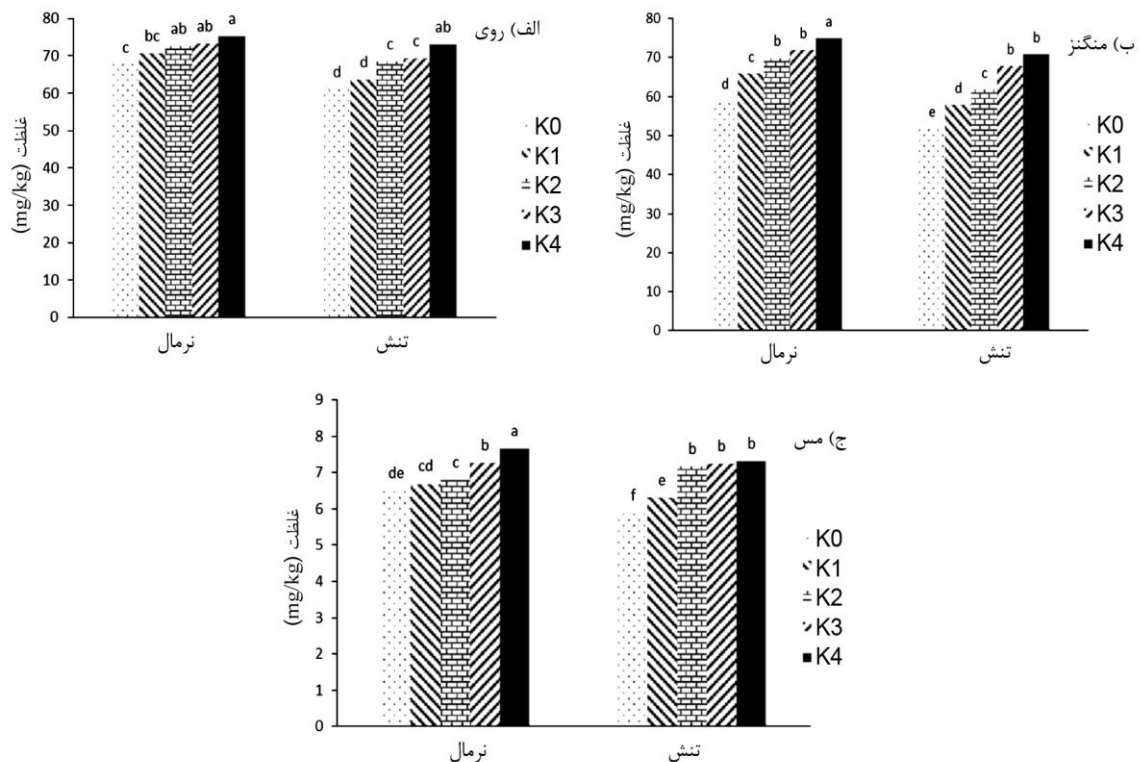 الف) روی
غلظت (mg/kg)
80
70
60
50
40
30
20
10
0
c bc ab ab a
d d c c ab
نرمال
تنش
K0
K1
K2
K3
K4
ب) منگنز
غلظت (mg/kg)
80
70
60
50
40
30
20
10
0
d c b b a
e d c b b
نرمال
تنش
K0
K1
K2
K3
K4
ج) مس
غلظت (mg/kg)
9
8
7
6
5
4
3
2
1
0
de cd c b a
f e b b b
نرمال
تنش
K0
K1
K2
K3
K4